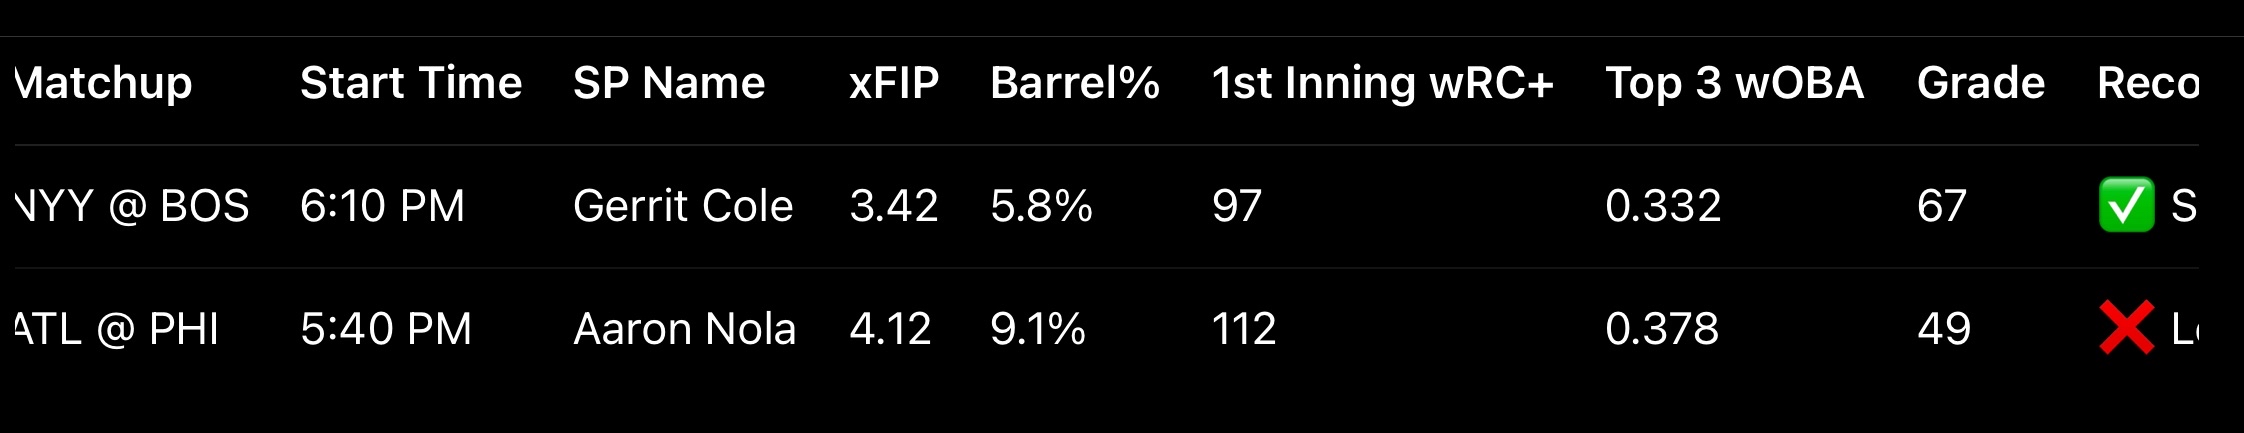 Matchup Start Time SP Name xFIP Barrel% 1st Inning wRC+ Top 3 wOBA Grade Reco
NYY @ BOS 6:10 PM Gerrit Cole 3.42 5.8% 97 0.332 67 ✅ S
ATL @ PHI 5:40 PM Aaron Nola 4.12 9.1% 112 0.378 49 ❌ L